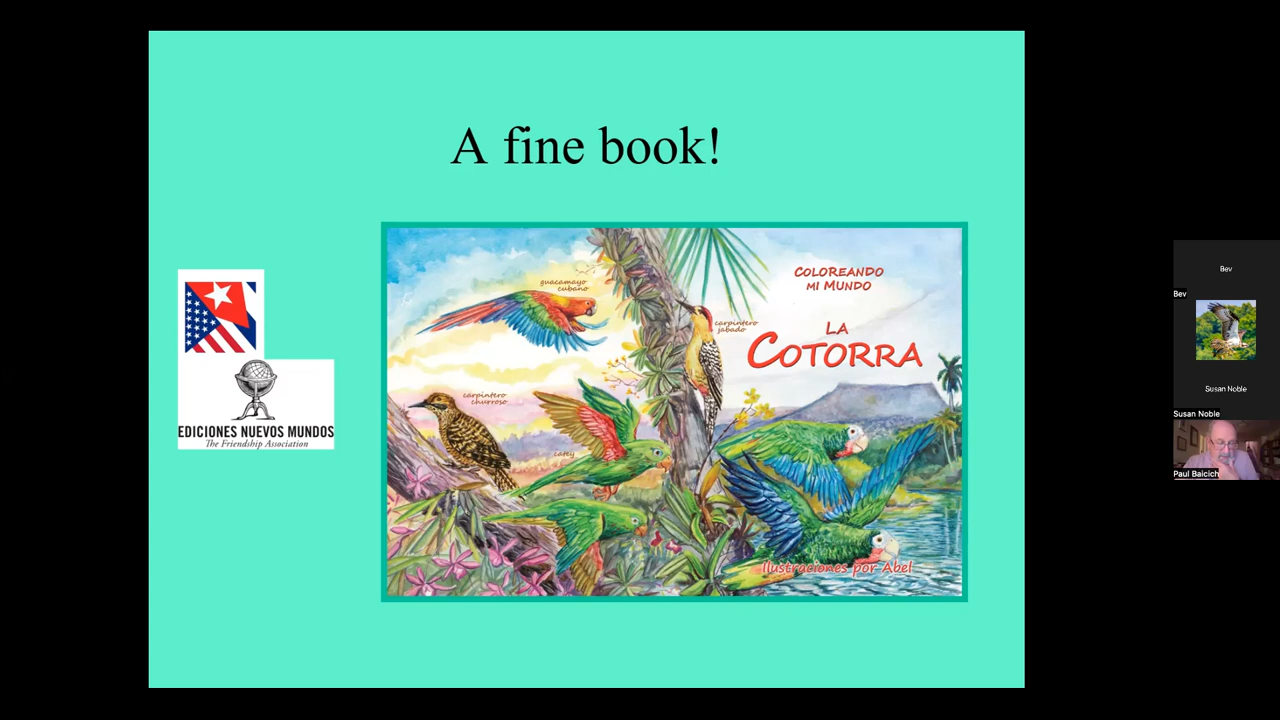 A fine book!
guacamayo
cubano
carpintero
jabado
COLOREANDO
MI MUNDO
LA
COTORRA
carpintero
churroso
catey
Ilustraciones por Abel
EDICIONES NUEVOS MUNDOS
The Friendship Association
Bev
Bev
Susan Noble
Susan Noble
Paul Baicich